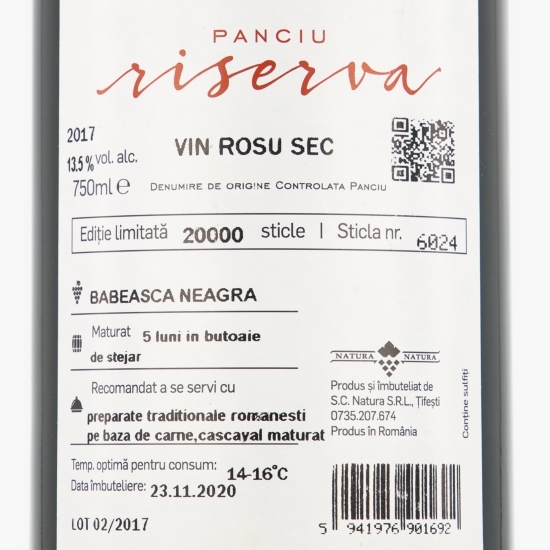 PANCIU
riserva
2017
13.5% vol. alc.
750ml e
VIN ROSU SEC
DENUMIRE DE ORIGINE CONTROLATA PANCIU
Ediție limitată 20000 sticle | Sticla nr. 6024
BABEASCA NEAGRA
Maturat 5 luni in butoaie
de stejar
Recomandat a se servi cu
preparate traditionale romanesti
pe baza de carne,cascaval maturat
Temp. optimă pentru consum: 14-16°C
Data îmbuteliere: 23.11.2020
LOT 02/2017
NATURA NATURA
Produs și îmbuteliat de
S.C. Natura S.R.L., Țifești
0735.207.674
Produs în România
Conține sulfiți
5 941976 901692